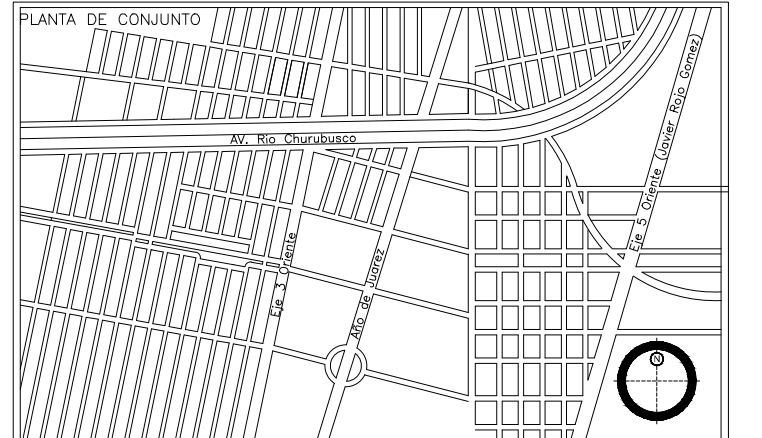 PLANTA DE CONJUNTO
AV. Rio Churubusco
Eje 3 Oriente
Año de Juarez
Eje 5 Oriente (Javier Rojo Gomez)
N